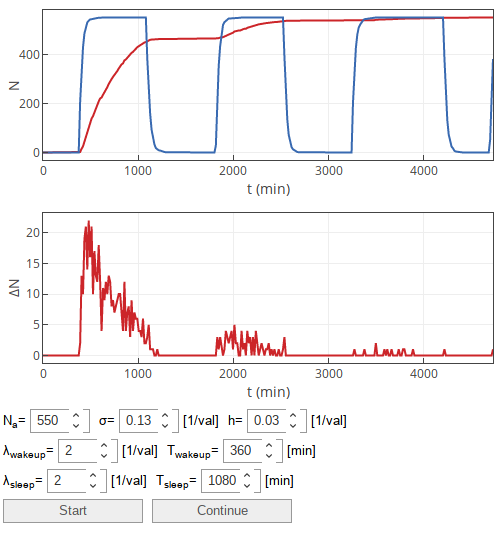 N
400
200
0
0 1000 2000 3000 4000
t (min)
ΔN
20
15
10
5
0
0 1000 2000 3000 4000
t (min)
Na= 550 σ= 0.13 [1/val] h= 0.03 [1/val]
λwakeup= 2 [1/val] Twakeup= 360 [min]
λsleep= 2 [1/val] Tsleep= 1080 [min]
Start Continue